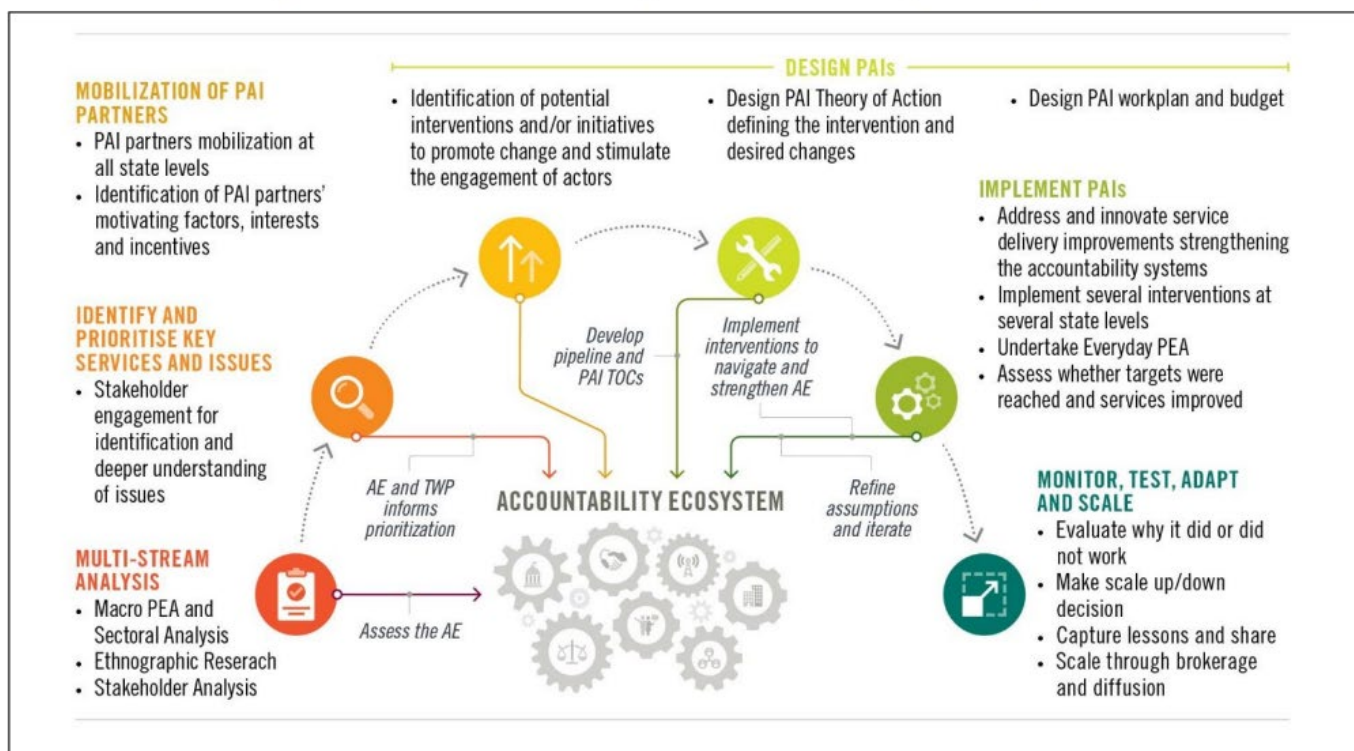 MOBILIZATION OF PAI
PARTNERS
• PAI partners mobilization at
all state levels
• Identification of PAI partners’
motivating factors, interests
and incentives
DESIGN PAIs
• Identification of potential
interventions and/or initiatives
to promote change and stimulate
the engagement of actors
• Design PAI Theory of Action
defining the intervention and
desired changes
• Design PAI workplan and budget
IDENTIFY AND
PRIORITISE KEY
SERVICES AND ISSUES
• Stakeholder
engagement for
identification and
deeper understanding
of issues
IMPLEMENT PAIs
• Address and innovate service
delivery improvements strengthening
the accountability systems
• Implement several interventions at
several state levels
• Undertake Everyday PEA
• Assess whether targets were
reached and services improved
Develop
pipeline and
PAI TOCs
Implement
interventions to
navigate and
strengthen AE
AE and TWP
informs
prioritization
ACCOUNTABILITY ECOSYSTEM
Refine
assumptions
and iterate
MULTI-STREAM
ANALYSIS
• Macro PEA and
Sectoral Analysis
• Ethnographic Reserach
• Stakeholder Analysis
Assess the AE
MONITOR, TEST, ADAPT
AND SCALE
• Evaluate why it did or did
not work
• Make scale up/down
decision
• Capture lessons and share
• Scale through brokerage
and diffusion